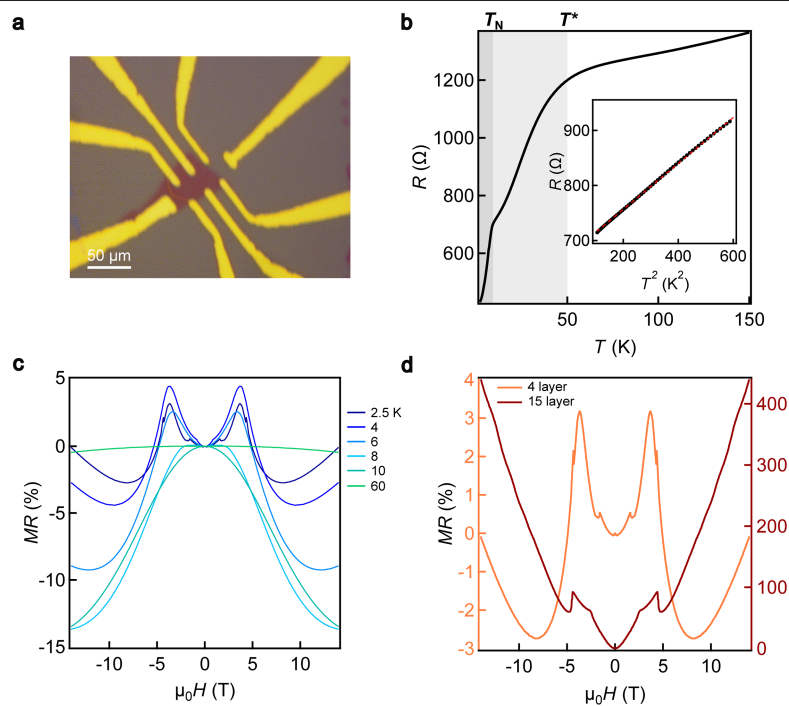 a
50 µm
b
T_N T*
1200
1000
800
600
R (Ω)
50 100 150
T (K)
900
800
700
R (Ω)
200 400 600
T² (K²)
c
5
0
-5
-10
-15
MR (%)
-10 -5 0 5 10
µ₀H (T)
2.5 K
4
6
8
10
60
d
4 layer
15 layer
4
3
2
1
0
-1
-2
-3
MR (%)
400
300
200
100
0
-10 -5 0 5 10
µ₀H (T)